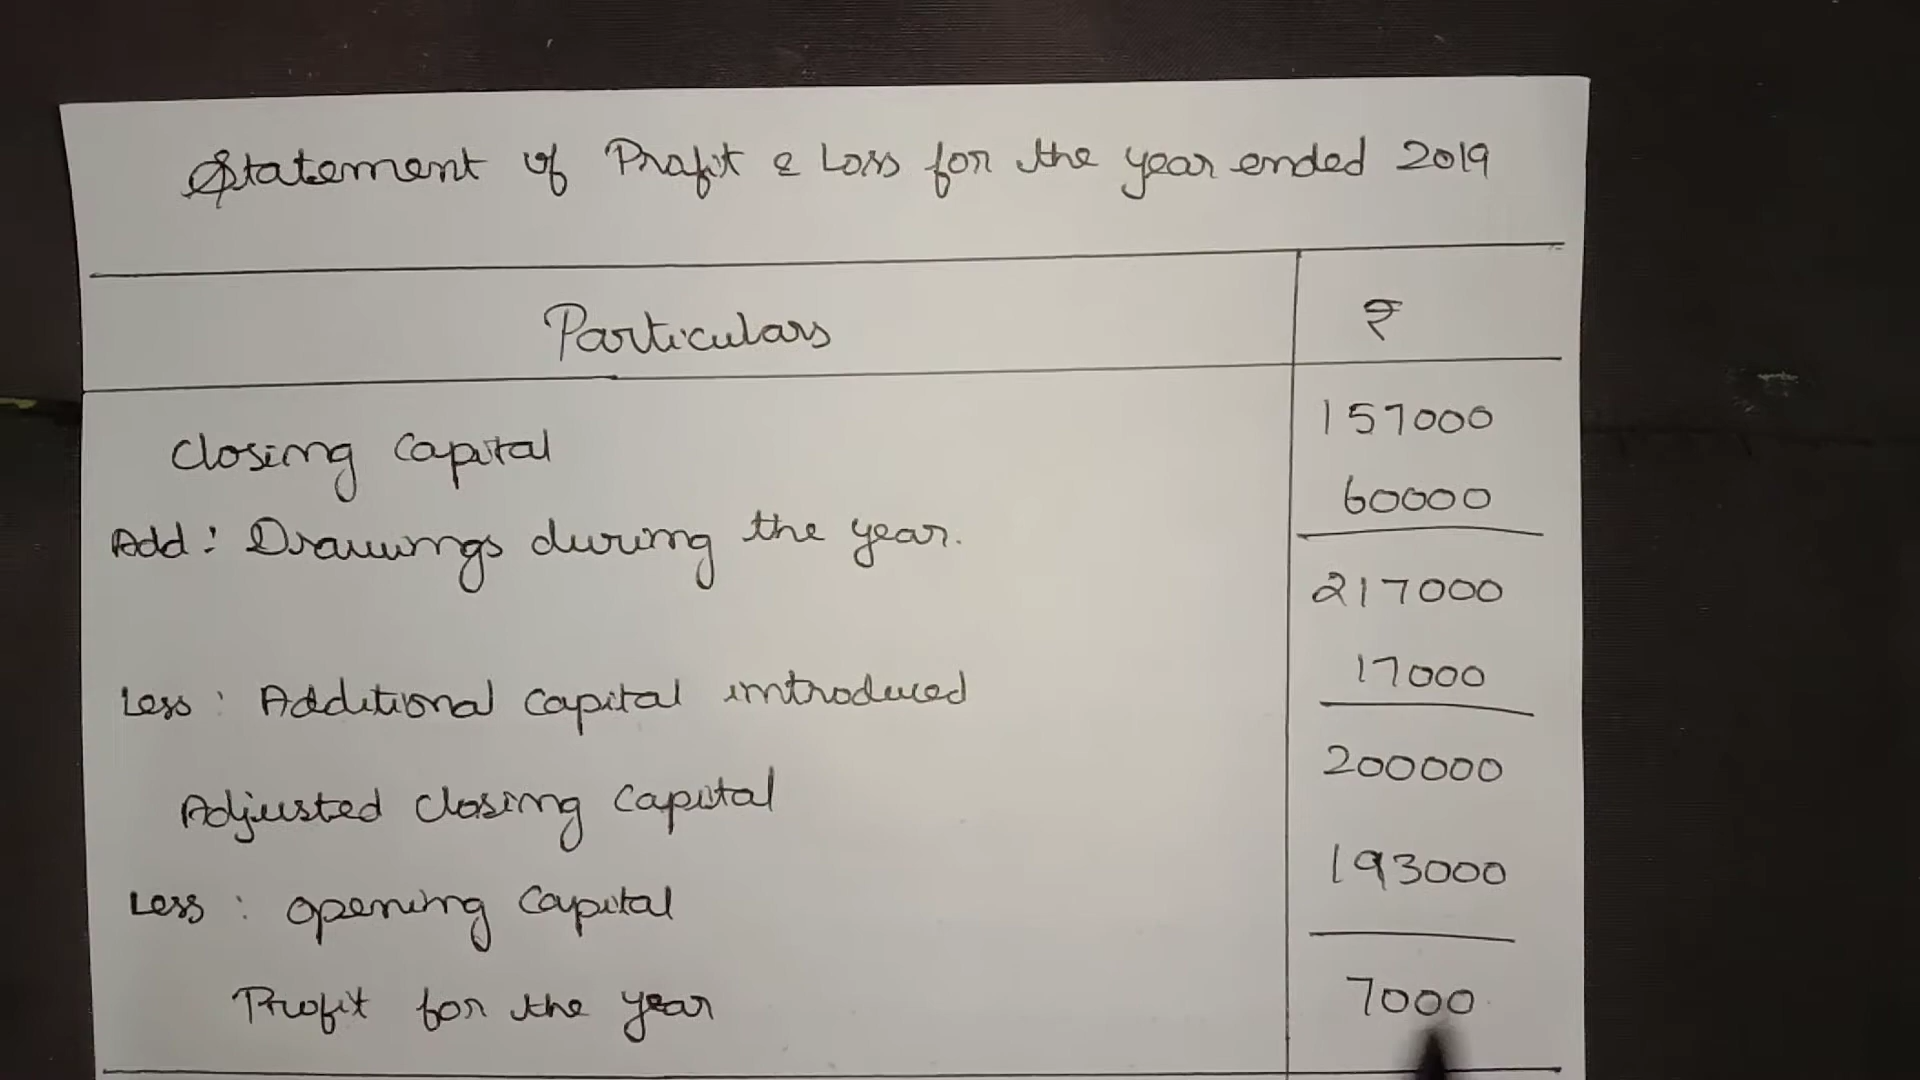 Statement of Profit & Loss for the year ended 2019
Particulars ₹
Closing Capital 157000
Add: Drawings during the year. 60000
217000
Less: Additional Capital introduced 17000
Adjusted Closing Capital 200000
Less: Opening Capital 193000
Profit for the year 7000